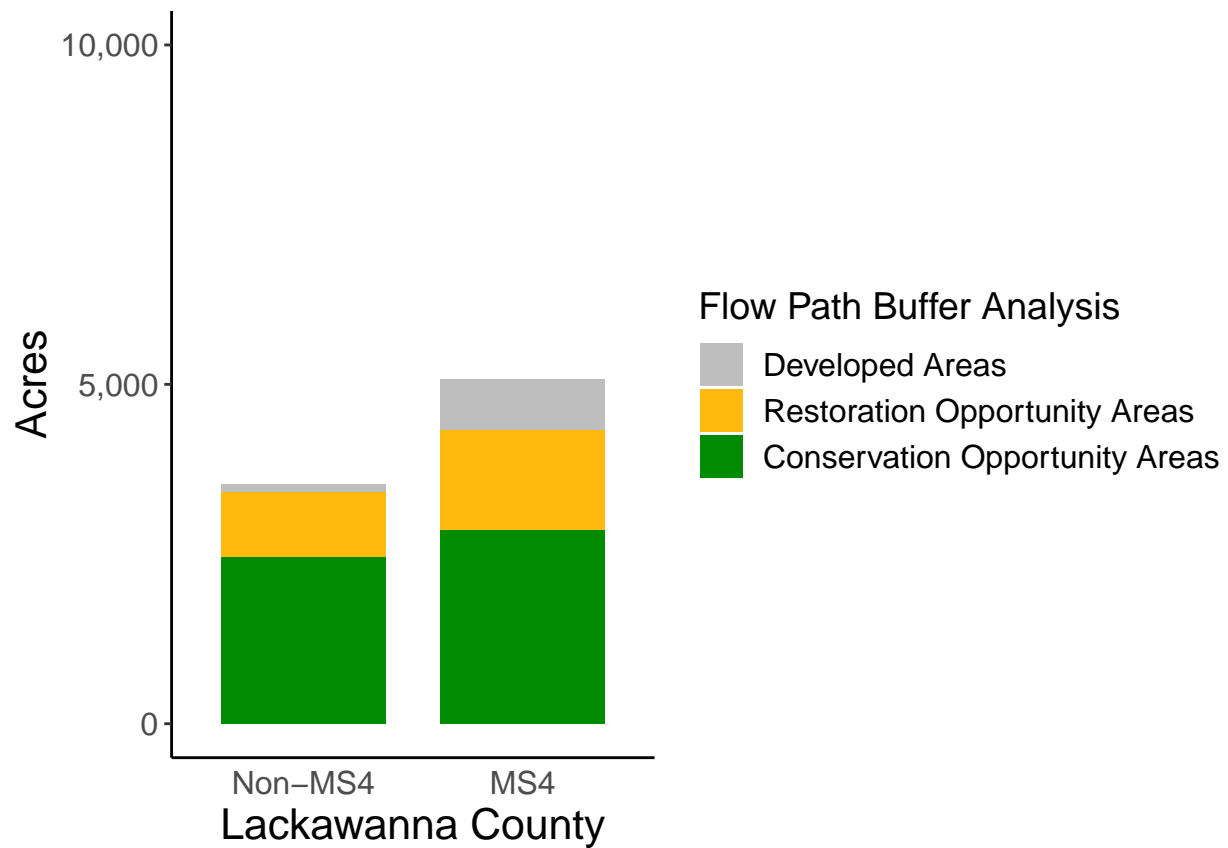 10,000
5,000
0
Acres
Non−MS4
MS4
Lackawanna County
Flow Path Buffer Analysis
Developed Areas
Restoration Opportunity Areas
Conservation Opportunity Areas